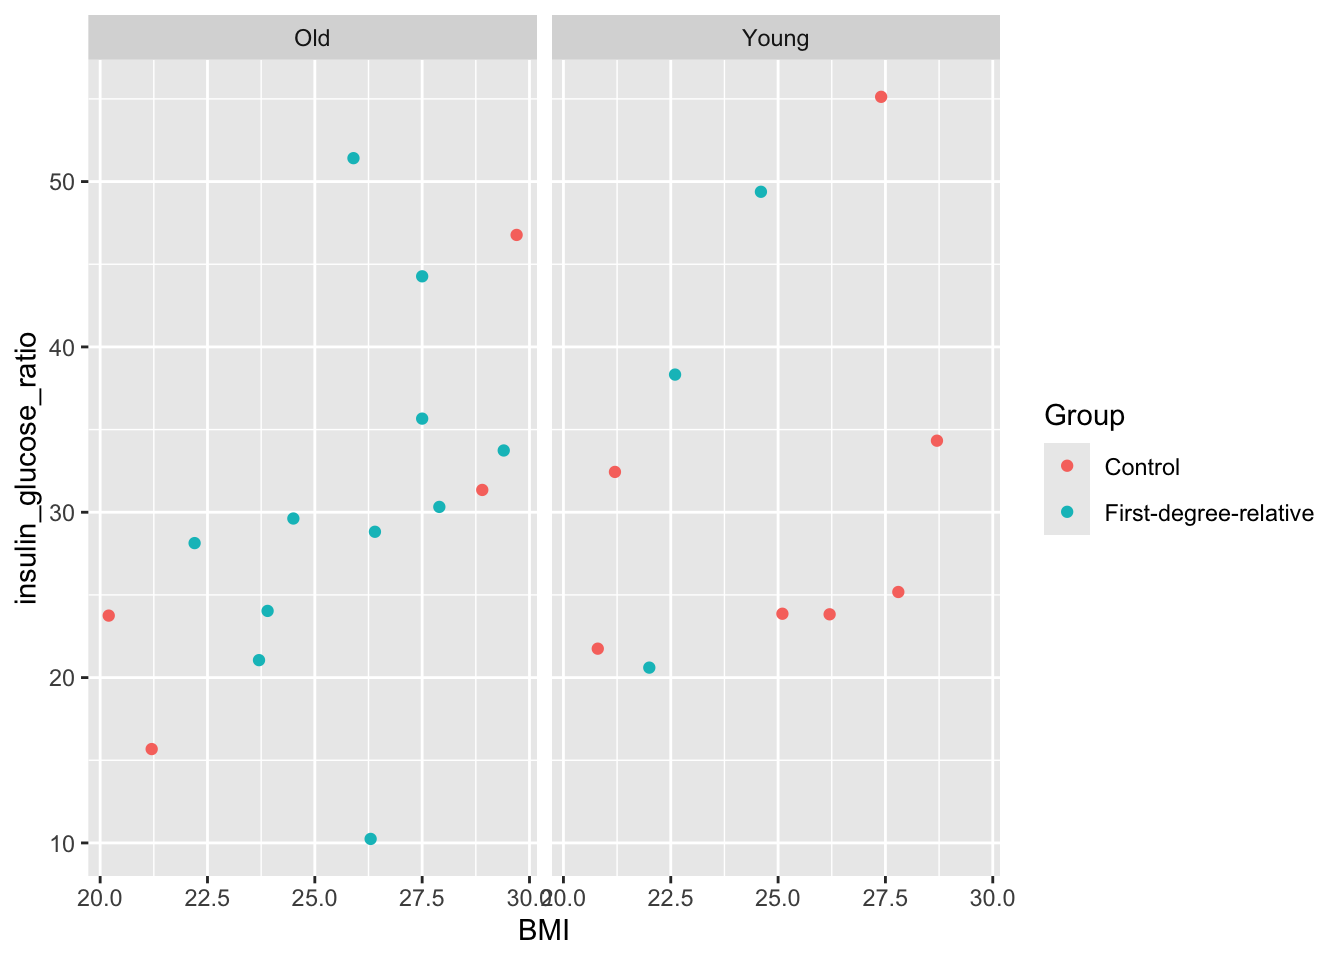 Old
Young
insulin_glucose_ratio
50
40
30
20
10
20.0 22.5 25.0 27.5 30.0
20.0 22.5 25.0 27.5 30.0
BMI
Group
Control
First-degree-relative